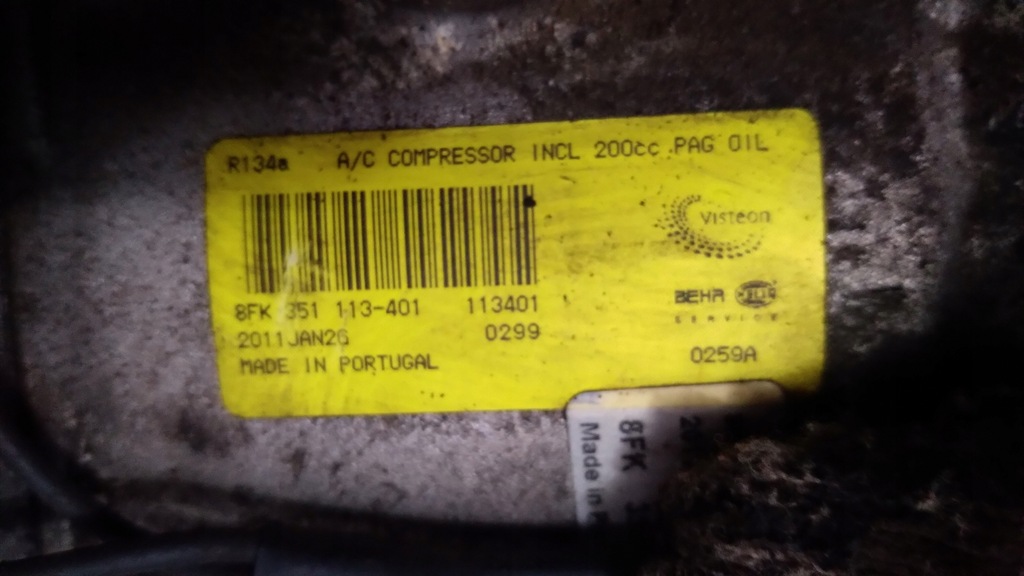 R134a A/C COMPRESSOR INCL 200cc PAG OIL
Visteon
8FK 351 113-401 113401
BEHR HELLA
SERVICE
2011JAN26 0299
MADE IN PORTUGAL
0259A
8FK
Made in